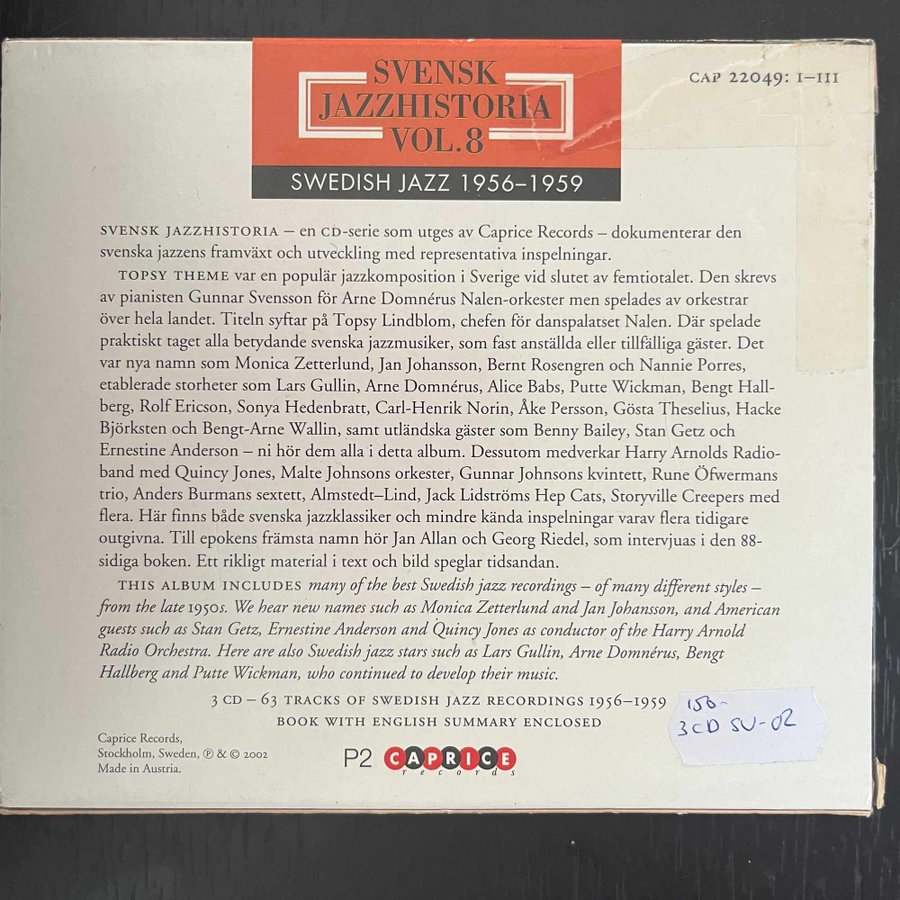 SVENSK
JAZZHISTORIA
VOL.8
SWEDISH JAZZ 1956–1959
CAP 22049: I–III
SVENSK JAZZHISTORIA – en CD-serie som utges av Caprice Records – dokumenterar den
svenska jazzens framväxt och utveckling med representativa inspelningar.
TOPSY THEME var en populär jazzkomposition i Sverige vid slutet av femtiotalet. Den skrevs
av pianisten Gunnar Svensson för Arne Domnérus Nalen-orkester men spelades av orkestrar
över hela landet. Titeln syftar på Topsy Lindblom, chefen för danspalatset Nalen. Där spelade
praktiskt taget alla betydande svenska jazzmusiker, som fast anställda eller tillfälliga gäster. Det
var nya namn som Monica Zetterlund, Jan Johansson, Bernt Rosengren och Nannie Porres,
etablerade storheter som Lars Gullin, Arne Domnérus, Alice Babs, Putte Wickman, Bengt Hall-
berg, Rolf Ericson, Sonya Hedenbratt, Carl-Henrik Norin, Åke Persson, Gösta Theselius, Hacke
Björksten och Bengt-Arne Wallin, samt utländska gäster som Benny Bailey, Stan Getz och
Ernestine Anderson – ni hör dem alla i detta album. Dessutom medverkar Harry Arnolds Radio-
band med Quincy Jones, Malte Johnsons orkester, Gunnar Johnsons kvintett, Rune Öfwermans
trio, Anders Burmans sextett, Almstedt–Lind, Jack Lidströms Hep Cats, Storyville Creepers med
flera. Här finns både svenska jazzklassiker och mindre kända inspelningar varav flera tidigare
outgivna. Till epokens främsta namn hör Jan Allan och Georg Riedel, som intervjuas i den 88-
sidiga boken. Ett rikligt material i text och bild speglar tidsandan.
THIS ALBUM INCLUDES many of the best Swedish jazz recordings – of many different styles –
from the late 1950s. We hear new names such as Monica Zetterlund and Jan Johansson, and American
guests such as Stan Getz, Ernestine Anderson and Quincy Jones as conductor of the Harry Arnold
Radio Orchestra. Here are also Swedish jazz stars such as Lars Gullin, Arne Domnérus, Bengt
Hallberg and Putte Wickman, who continued to develop their music.
3 CD – 63 TRACKS OF SWEDISH JAZZ RECORDINGS 1956–1959
BOOK WITH ENGLISH SUMMARY ENCLOSED
150-
3 CD SU-02
Caprice Records,
Stockholm, Sweden, ℗ & © 2002
Made in Austria.
P2 CAPRICE
records